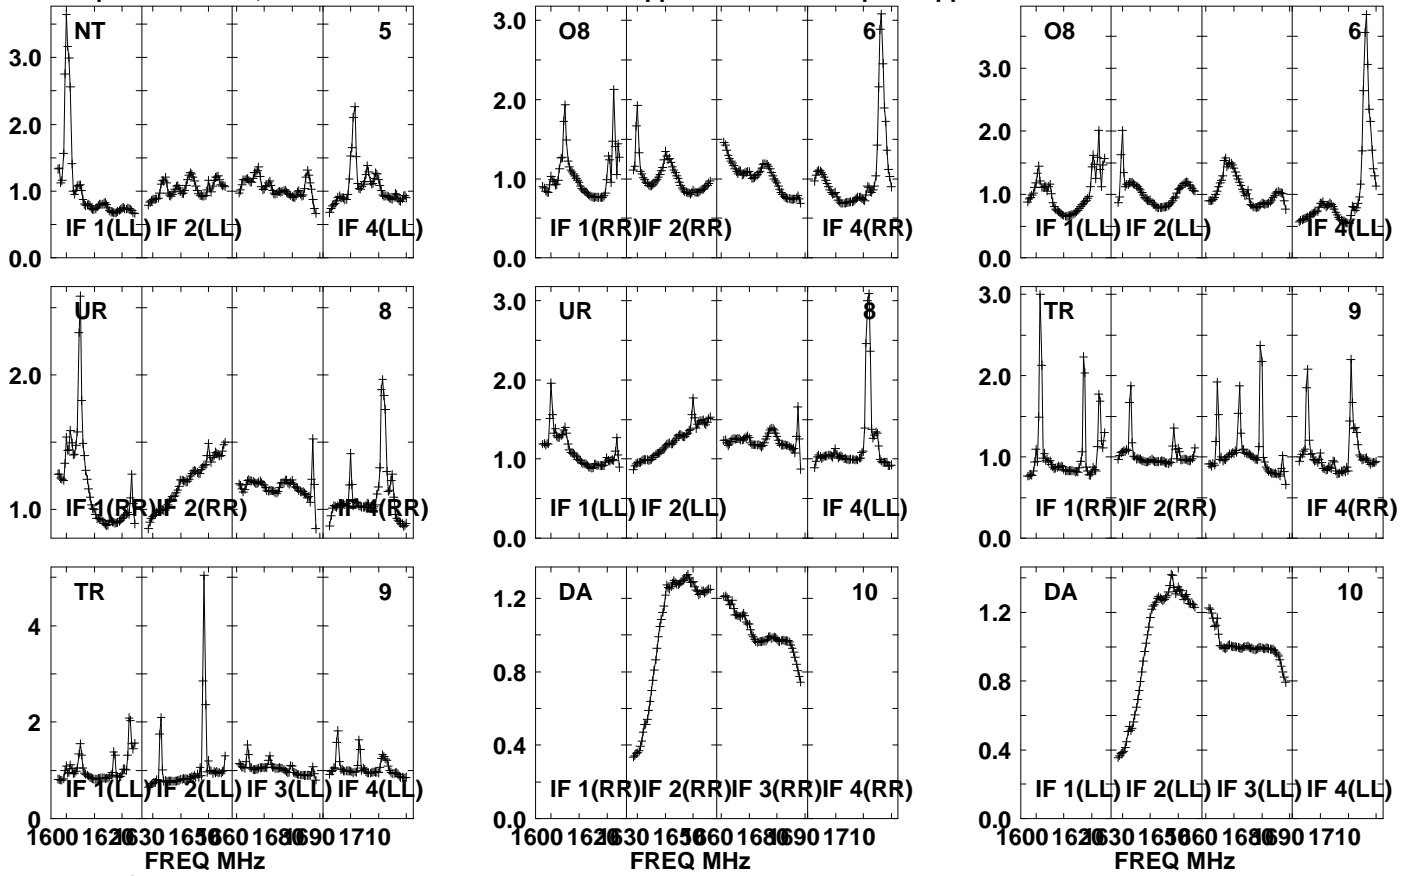 NT 5
3.0
2.0
1.0
0.0
IF 1(LL) IF 2(LL) IF 4(LL)
O8 6
3.0
2.0
1.0
0.0
IF 1(RR) IF 2(RR) IF 4(RR)
O8 6
3.0
2.0
1.0
0.0
IF 1(LL) IF 2(LL) IF 4(LL)
UR 8
2.0
1.0
IF 1(RR) IF 2(RR) IF 4(RR)
UR 8
3.0
2.0
1.0
0.0
IF 1(LL) IF 2(LL) IF 4(LL)
TR 9
3.0
2.0
1.0
0.0
IF 1(RR) IF 2(RR) IF 4(RR)
TR 9
4
2
0
IF 1(LL) IF 2(LL) IF 3(LL) IF 4(LL)
1600 1620 1630 1650 1660 1680 1690 1710
FREQ MHz
DA 10
1.2
0.8
0.4
0.0
IF 1(RR) IF 2(RR) IF 3(RR) IF 4(RR)
1600 1620 1630 1650 1660 1680 1690 1710
FREQ MHz
DA 10
1.2
0.8
0.4
0.0
IF 1(LL) IF 2(LL) IF 3(LL) IF 4(LL)
1600 1620 1630 1650 1660 1680 1690 1710
FREQ MHz